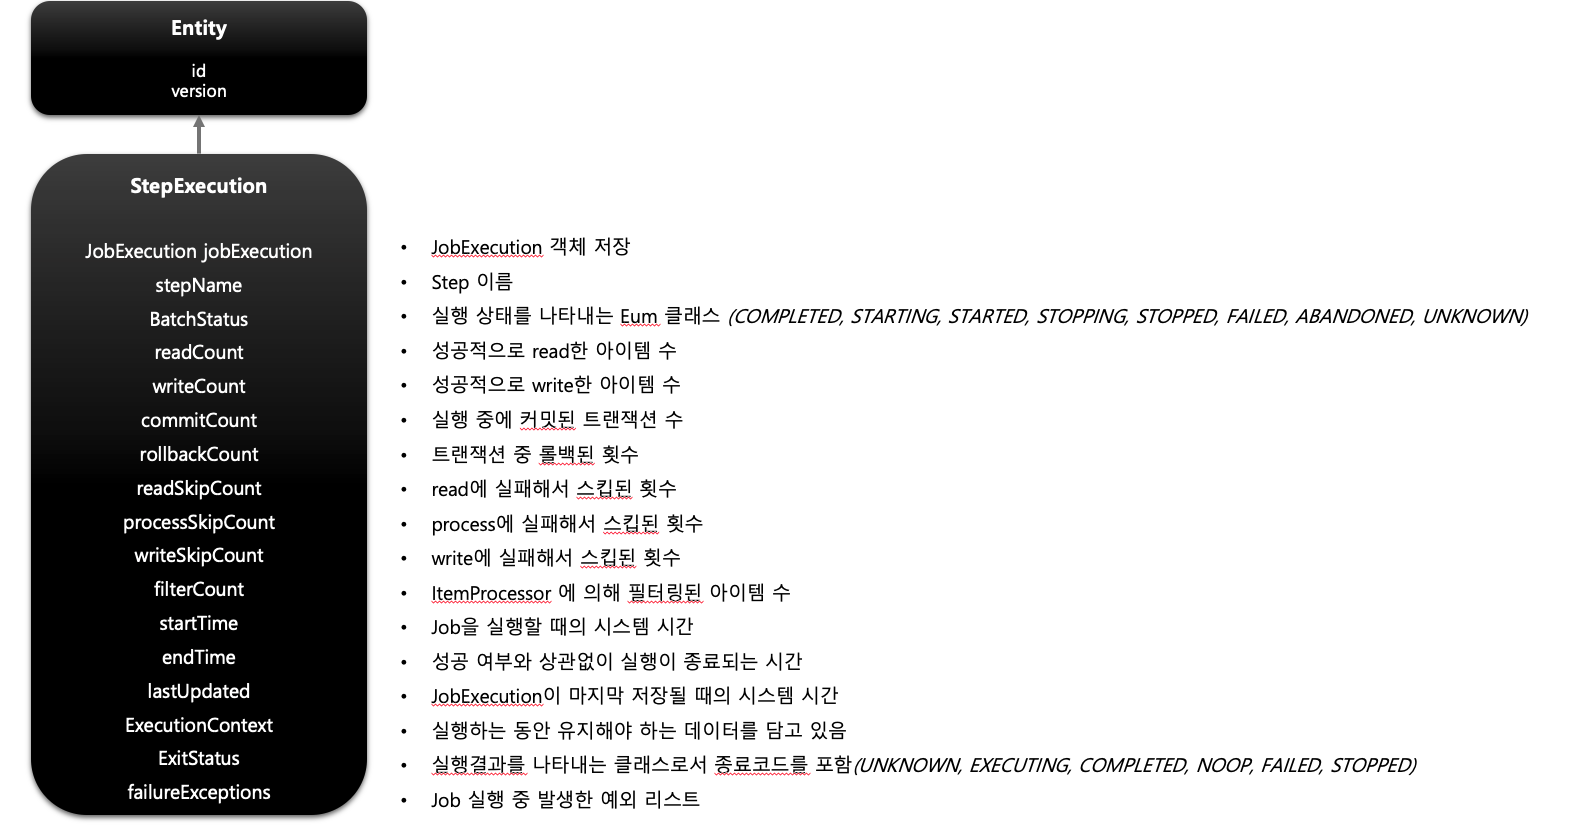 Entity
id
version
StepExecution
JobExecution jobExecution
• JobExecution 객체 저장
stepName
• Step 이름
BatchStatus
• 실행 상태를 나타내는 Eum 클래스 (COMPLETED, STARTING, STARTED, STOPPING, STOPPED, FAILED, ABANDONED, UNKNOWN)
readCount
• 성공적으로 read한 아이템 수
writeCount
• 성공적으로 write한 아이템 수
commitCount
• 실행 중에 커밋된 트랜잭션 수
rollbackCount
• 트랜잭션 중 롤백된 횟수
readSkipCount
• read에 실패해서 스킵된 횟수
processSkipCount
• process에 실패해서 스킵된 횟수
writeSkipCount
• write에 실패해서 스킵된 횟수
filterCount
• ItemProcessor 에 의해 필터링된 아이템 수
startTime
• Job을 실행할 때의 시스템 시간
endTime
• 성공 여부와 상관없이 실행이 종료되는 시간
lastUpdated
• JobExecution이 마지막 저장될 때의 시스템 시간
ExecutionContext
• 실행하는 동안 유지해야 하는 데이터를 담고 있음
ExitStatus
• 실행결과를 나타내는 클래스로서 종료코드를 포함(UNKNOWN, EXECUTING, COMPLETED, NOOP, FAILED, STOPPED)
failureExceptions
• Job 실행 중 발생한 예외 리스트